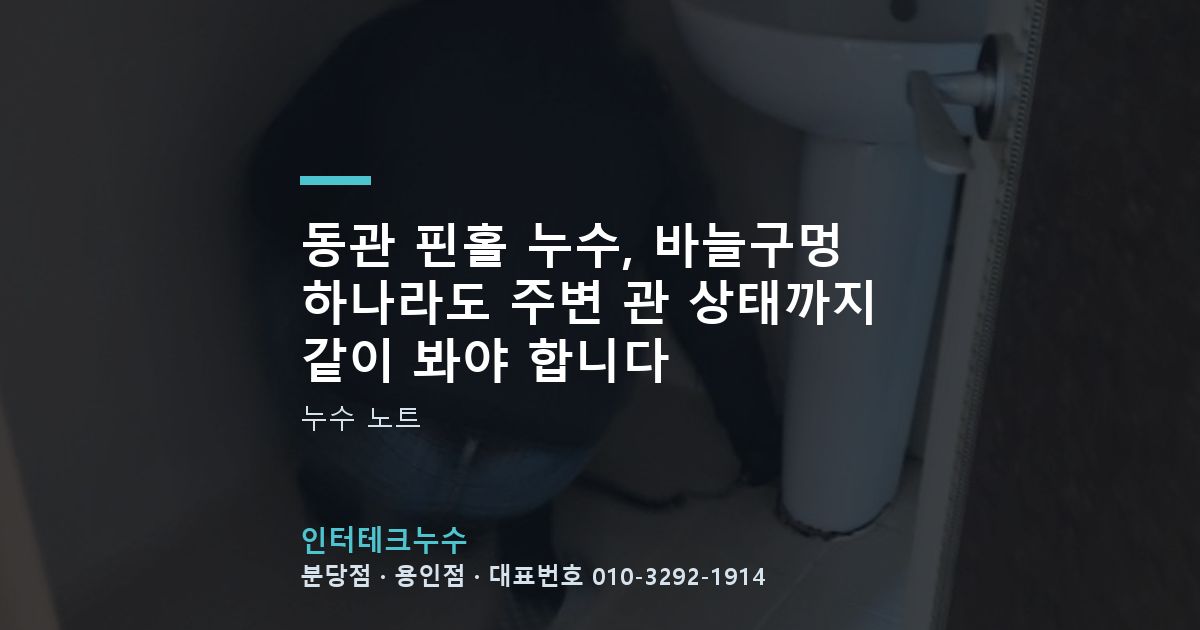 동관 핀홀 누수, 바늘구멍
하나라도 주변 관 상태까지
같이 봐야 합니다
누수 노트
인터테크누수
분당점 · 용인점 · 대표번호 010-3292-1914